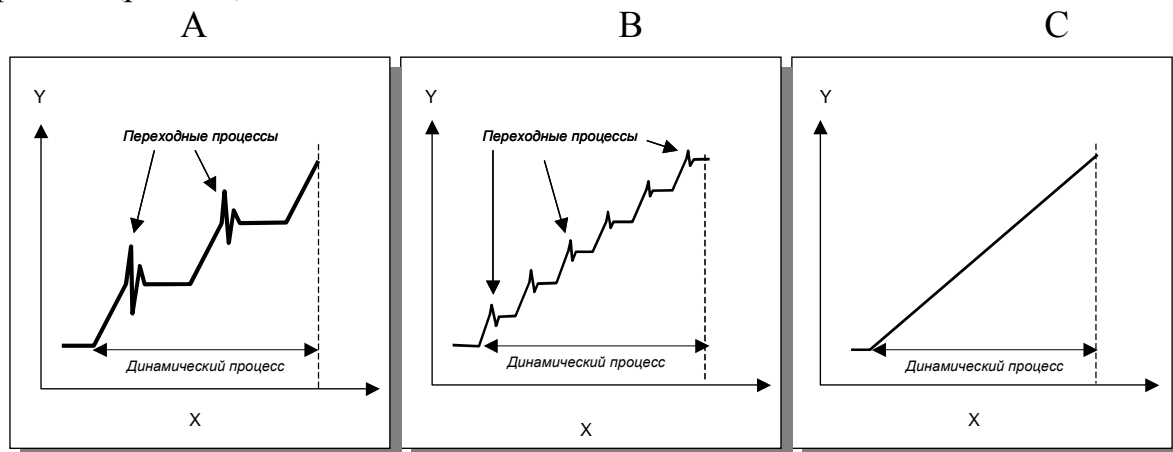 A
B
C
Y
Переходные процессы
Динамический процесс
X
Y
Переходные процессы
Динамический процесс
X
Y
Динамический процесс
X